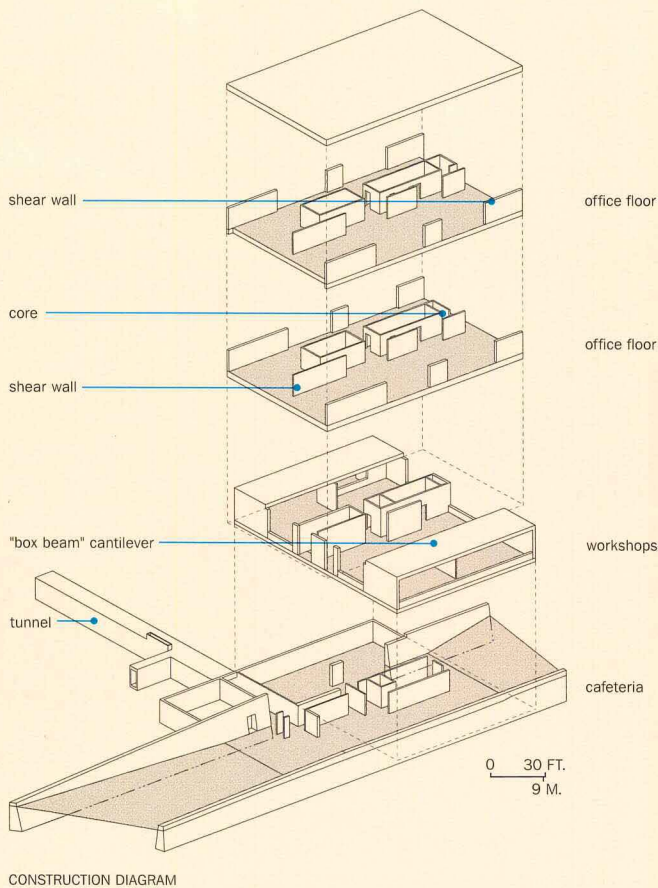 shear wall
office floor
core
office floor
shear wall
"box beam" cantilever
workshops
tunnel
cafeteria
0 30 FT.
9 M.
CONSTRUCTION DIAGRAM